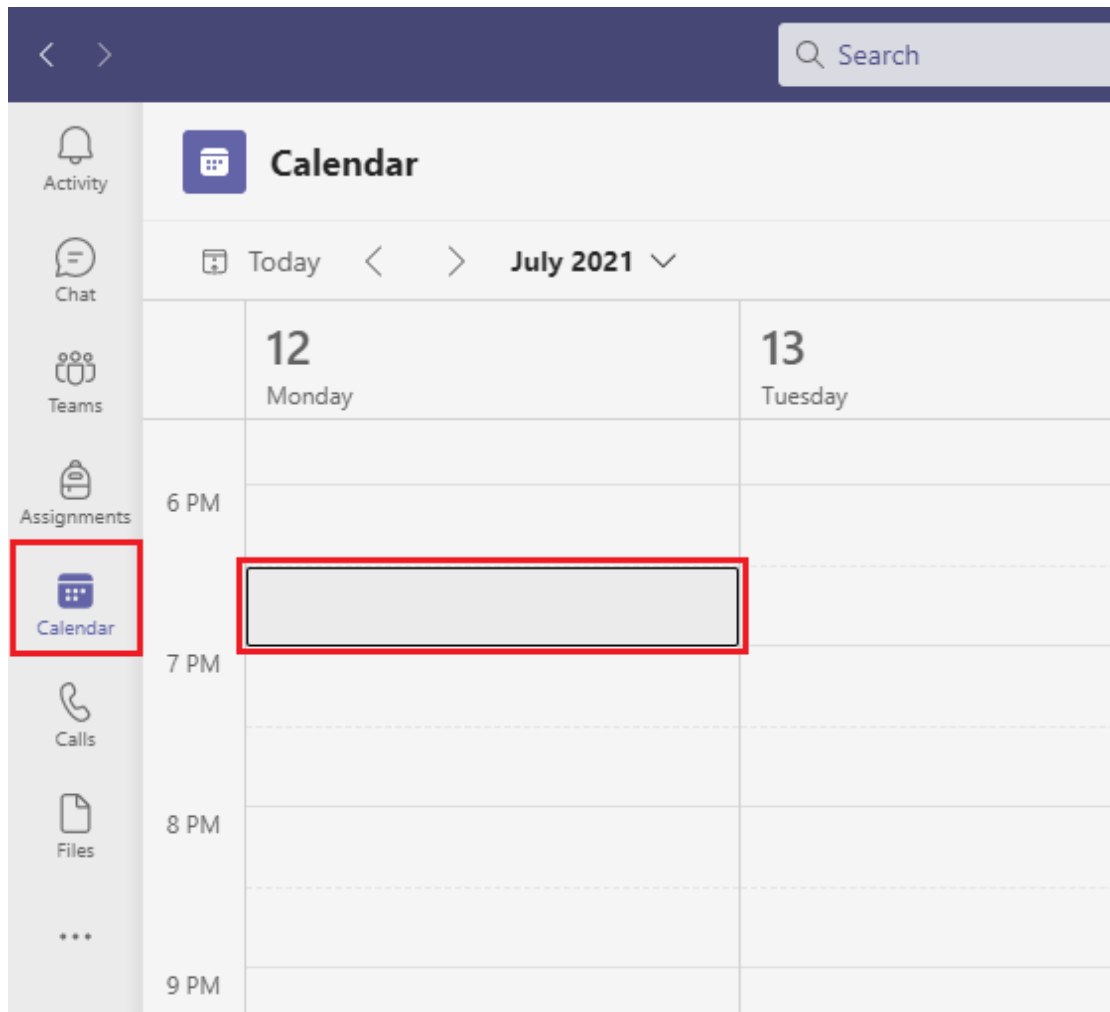 Search
Activity
Chat
Teams
Assignments
Calendar
Calls
Files
Calendar
Today July 2021
12 13
Monday Tuesday
6 PM
7 PM
8 PM
9 PM